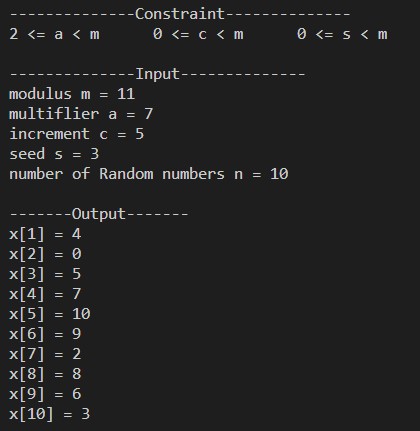 --------------Constraint--------------
2 <= a < m      0 <= c < m      0 <= s < m
--------------Input--------------
modulus m = 11
multiflier a = 7
increment c = 5
seed s = 3
number of Random numbers n = 10
-------Output-------
x[1] = 4
x[2] = 0
x[3] = 5
x[4] = 7
x[5] = 10
x[6] = 9
x[7] = 2
x[8] = 8
x[9] = 6
x[10] = 3